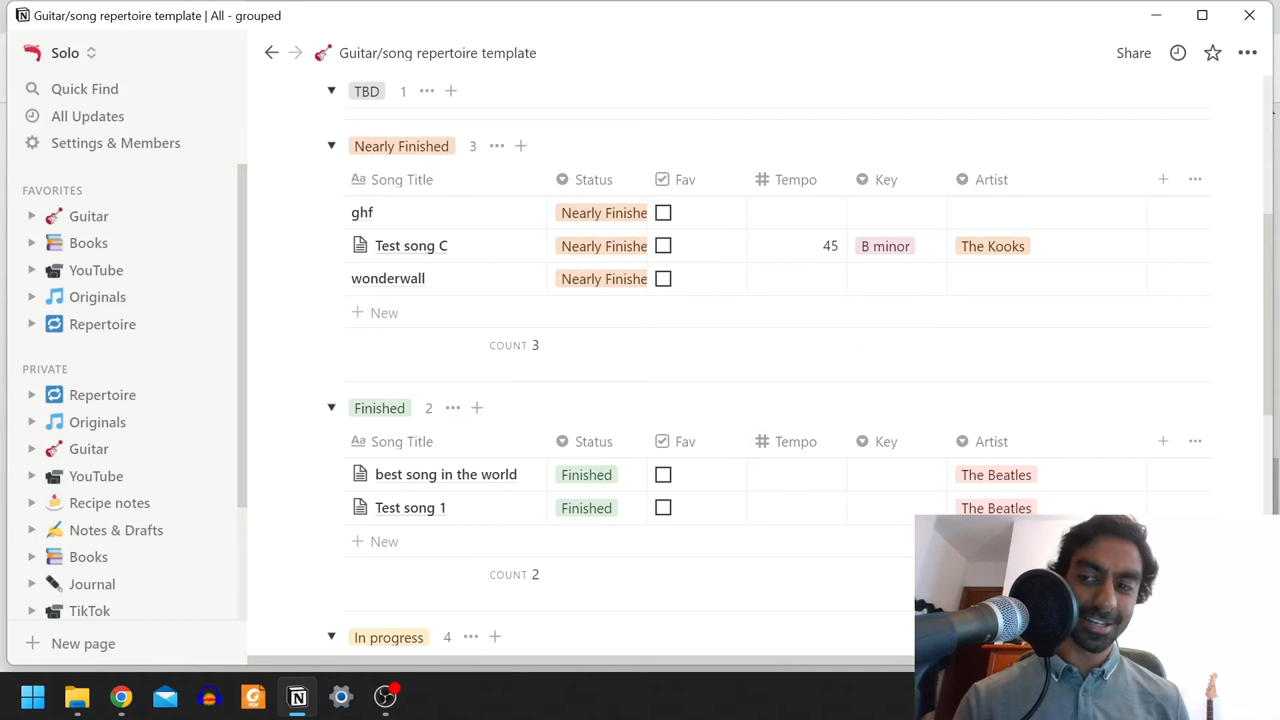 Guitar/song repertoire template | All - grouped
Solo
Guitar/song repertoire template
Share
Quick Find
All Updates
Settings & Members
FAVORITES
Guitar
Books
YouTube
Originals
Repertoire
PRIVATE
Repertoire
Originals
Guitar
YouTube
Recipe notes
Notes & Drafts
Books
Journal
TikTok
New page
TBD 1
Nearly Finished 3
Aa Song Title Status Fav Tempo Key Artist
ghf Nearly Finishe
Test song C Nearly Finishe 45 B minor The Kooks
wonderwall Nearly Finishe
+ New
COUNT 3
Finished 2
Aa Song Title Status Fav Tempo Key Artist
best song in the world Finished The Beatles
Test song 1 Finished The Beatles
+ New
COUNT 2
In progress 4